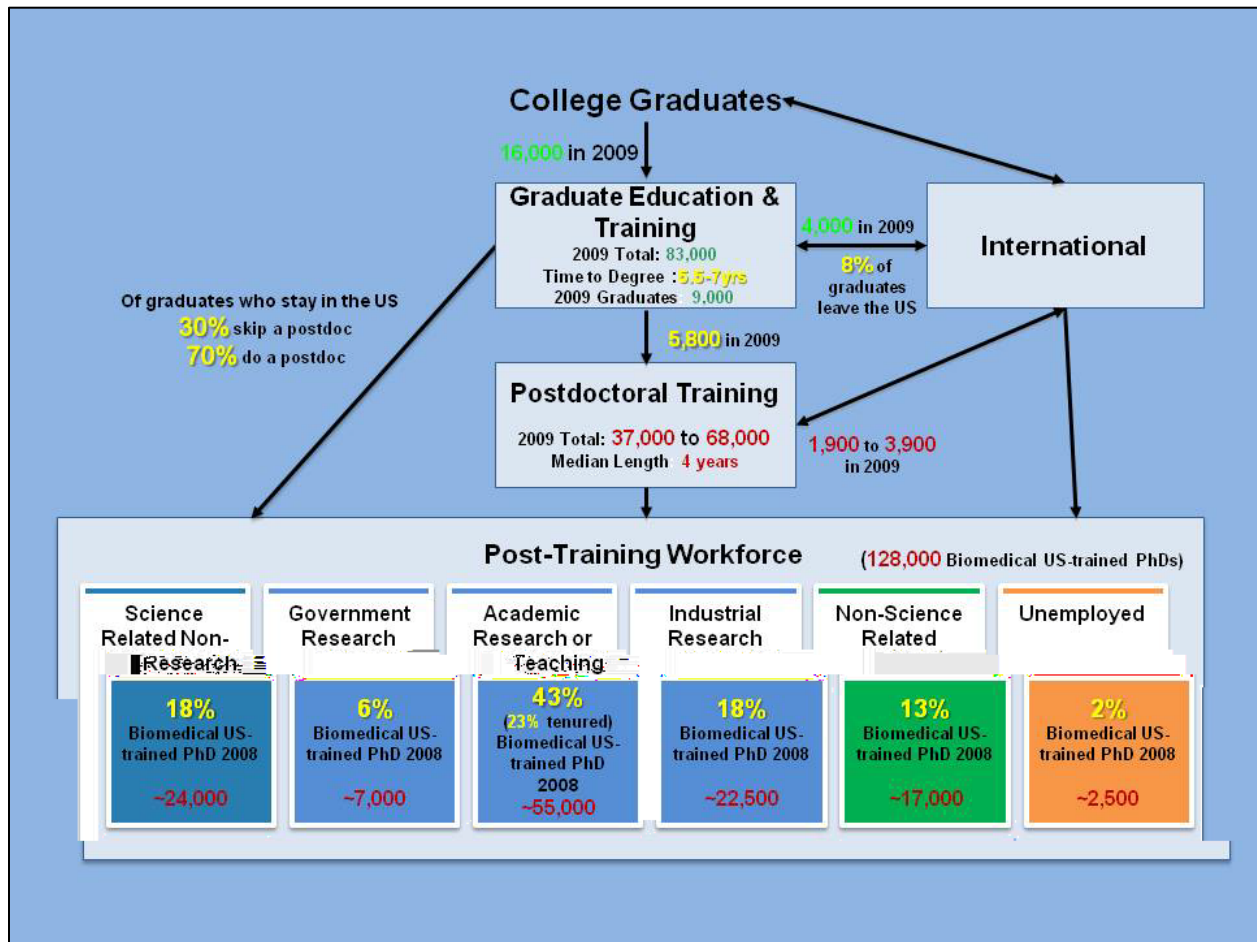 College Graduates
16,000 in 2009
Graduate Education &
Training
2009 Total: 83,000
Time to Degree : 5.5-7yrs
2009 Graduates 9,000
4,000 in 2009
8% of
graduates
leave the US
International
Of graduates who stay in the US
30% skip a postdoc
70% do a postdoc
5,800 in 2009
Postdoctoral Training
2009 Total: 37,000 to 68,000
Median Length 4 years
1,900 to 3,900
in 2009
Post-Training Workforce
(128,000 Biomedical US-trained PhDs)
Science
Related Non-
Research
18%
Biomedical US-
trained PhD 2008
~24,000
Government
Research
6%
Biomedical US-
trained PhD 2008
~7,000
Academic
Research or
Teaching
43%
(23% tenured)
Biomedical US-
trained PhD
2008
~55,000
Industrial
Research
18%
Biomedical US-
trained PhD 2008
~22,500
Non-Science
Related
13%
Biomedical US-
trained PhD 2008
~17,000
Unemployed
2%
Biomedical US-
trained PhD 2008
~2,500